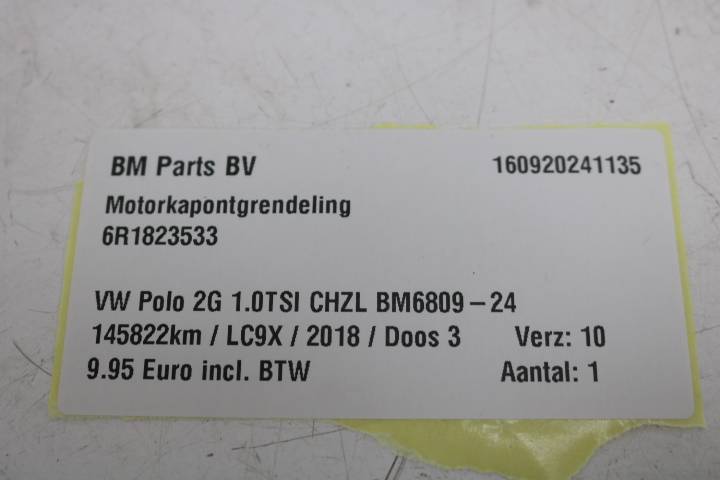 BM Parts BV 160920241135
Motorkapontgrendeling
6R1823533
VW Polo 2G 1.0TSI CHZL BM6809-24
145822km / LC9X / 2018 / Doos 3 Verz: 10
9.95 Euro incl. BTW Aantal: 1